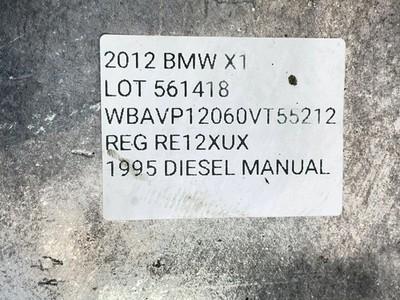 2012 BMW X1
LOT 561418
WBAVP12060VT55212
REG RE12XUX
1995 DIESEL MANUAL